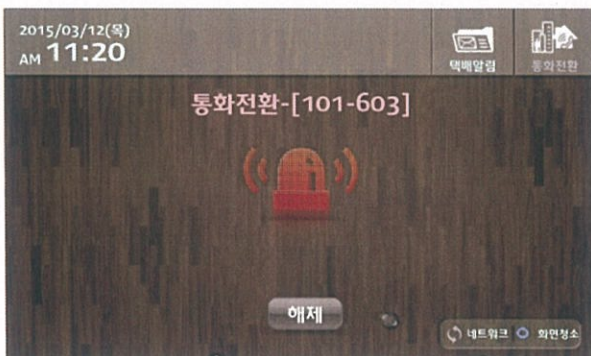 2015/03/12(목)
AM 11:20
택배알림
통화전환
통화전환-[101-603]
해제
네트워크
화면청소